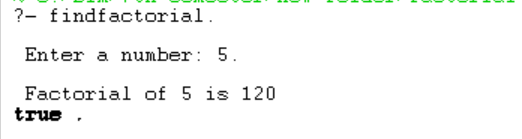 ?- findfactorial.
Enter a number: 5.
Factorial of 5 is 120
true .